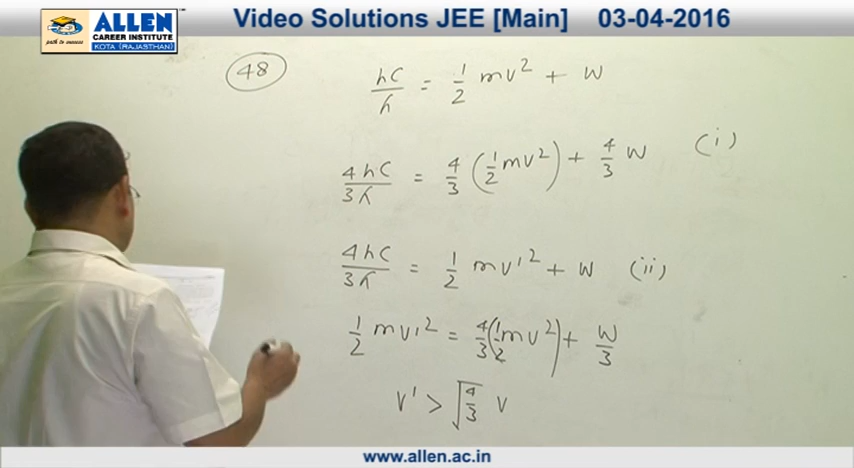 Video Solutions JEE [Main] 03-04-2016
ALLEN
CAREER INSTITUTE
KOTA (RAJASTHAN)
path to success
48
hc/λ = 1/2 mv² + W
4hc/3λ = 4/3 (1/2 mv²) + 4/3 W (i)
4hc/3λ = 1/2 mv'² + W (ii)
1/2 mv'² = 4/3 (1/2 mv²) + W/3
v' > √4/3 v
www.allen.ac.in